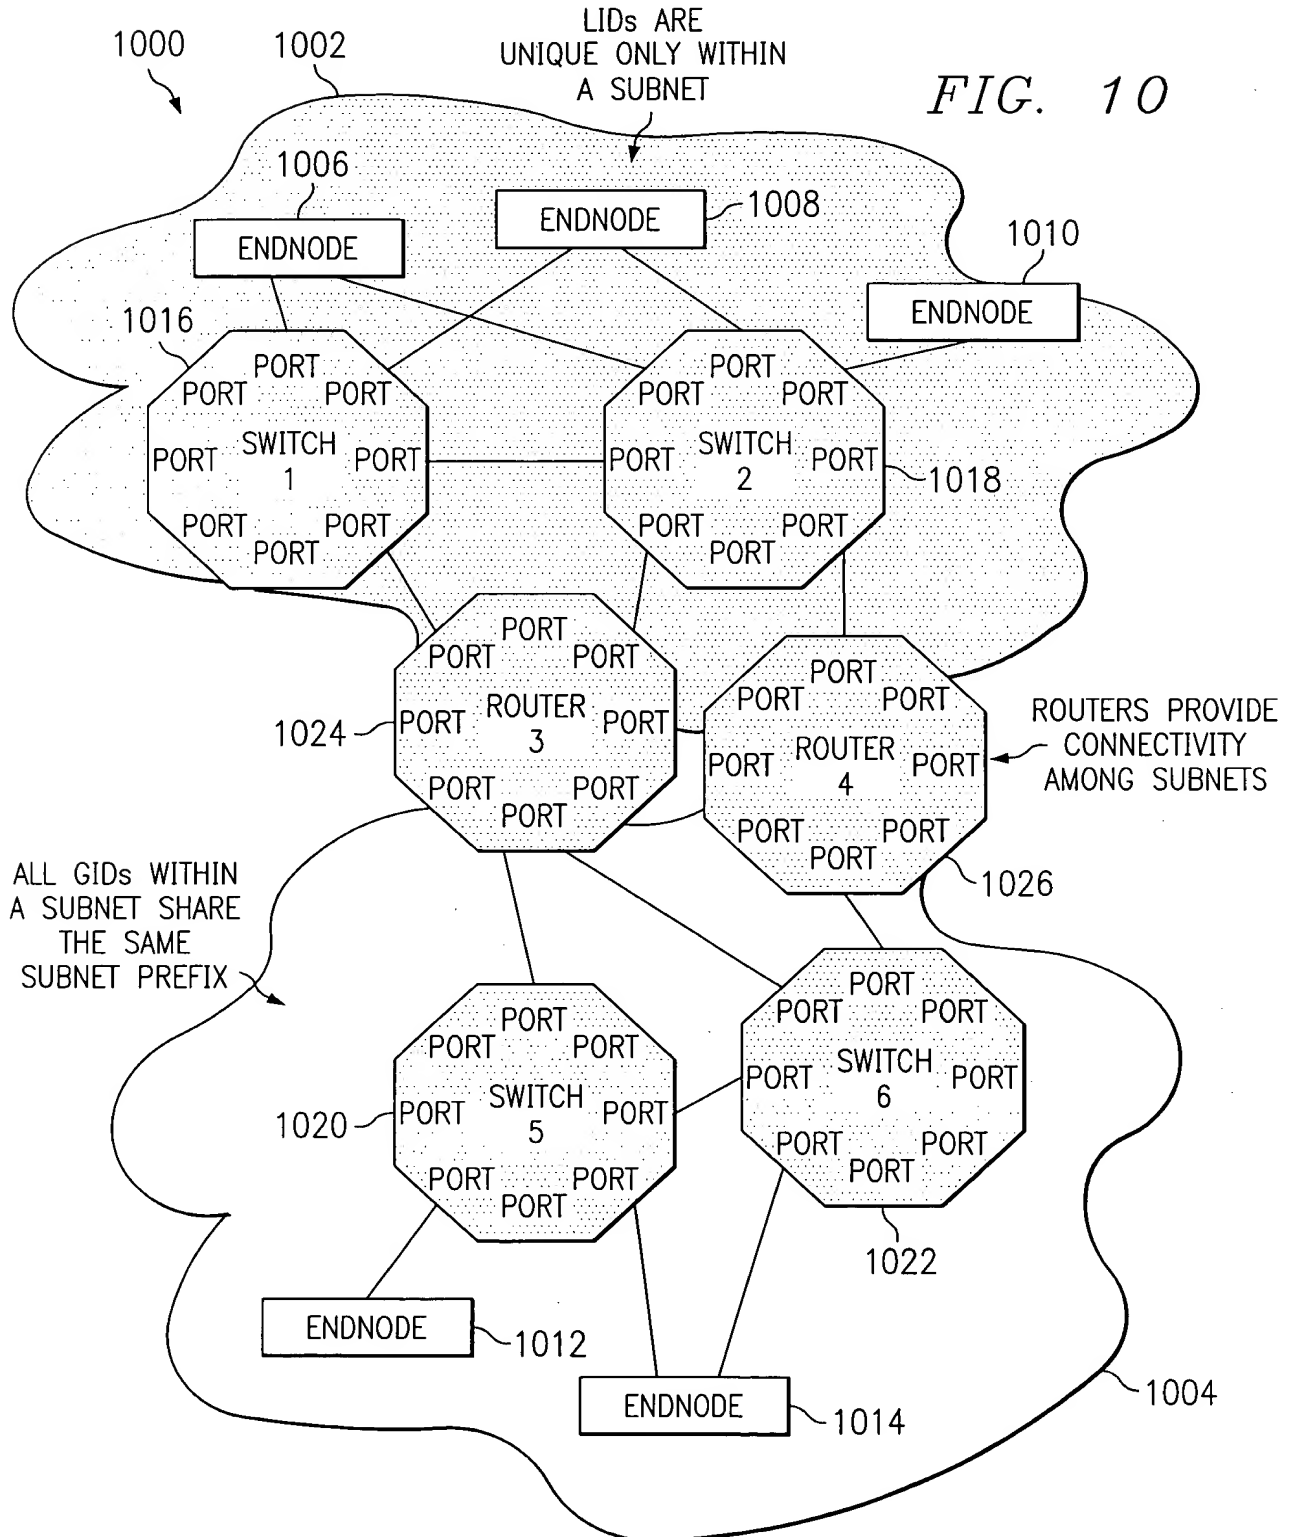 1000
1002
LIDs ARE
UNIQUE ONLY WITHIN
A SUBNET
FIG. 10
1006
ENDNODE
ENDNODE
1008
1010
ENDNODE
1016
PORT
PORT
PORT
PORT
SWITCH
1
PORT
PORT
PORT
PORT
PORT
PORT
PORT
PORT
SWITCH
2
PORT
PORT
PORT
PORT
1018
PORT
PORT
PORT
1024
PORT
ROUTER
3
PORT
PORT
PORT
PORT
PORT
PORT
PORT
PORT
ROUTER
4
PORT
PORT
PORT
PORT
ROUTERS PROVIDE
CONNECTIVITY
AMONG SUBNETS
1026
ALL GIDs WITHIN
A SUBNET SHARE
THE SAME
SUBNET PREFIX
PORT
PORT
PORT
1020
PORT
SWITCH
5
PORT
PORT
PORT
PORT
PORT
PORT
PORT
PORT
SWITCH
6
PORT
PORT
PORT
PORT
1022
ENDNODE
1012
ENDNODE
1014
1004